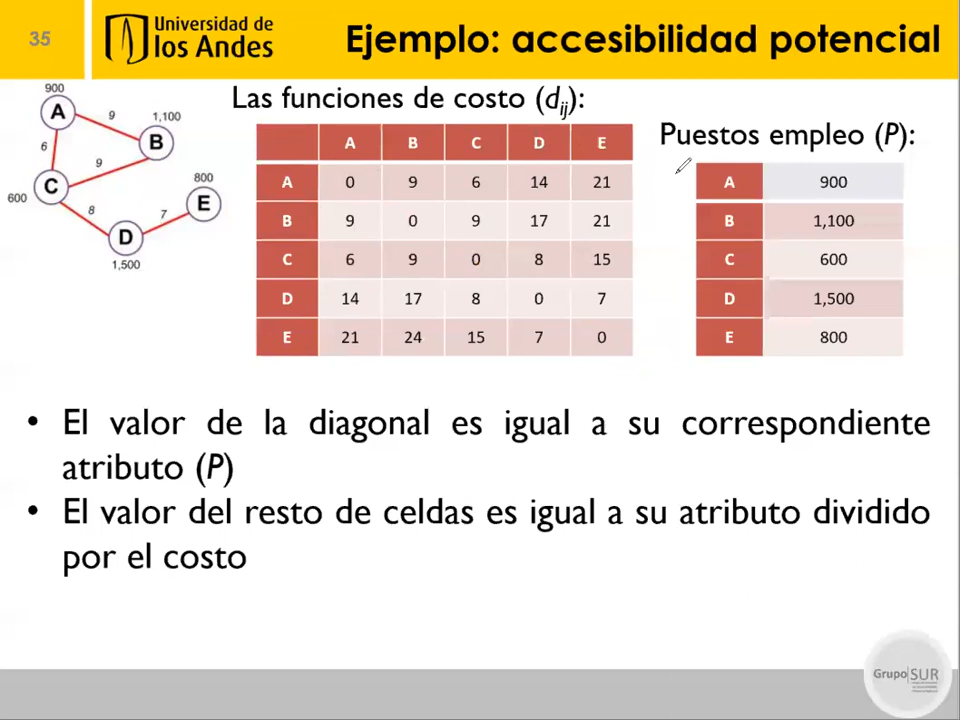 35
Universidad de
los Andes
Ejemplo: accesibilidad potencial
Las funciones de costo (dij):
Puestos empleo (P):
900
A
9
1,100
B
6
9
C
600
800
E
8
7
D
1,500
A B C D E
A 0 9 6 14 21
B 9 0 9 17 21
C 6 9 0 8 15
D 14 17 8 0 7
E 21 24 15 7 0
A 900
B 1,100
C 600
D 1,500
E 800
• El valor de la diagonal es igual a su correspondiente
atributo (P)
• El valor del resto de celdas es igual a su atributo dividido
por el costo
Grupo|SUR